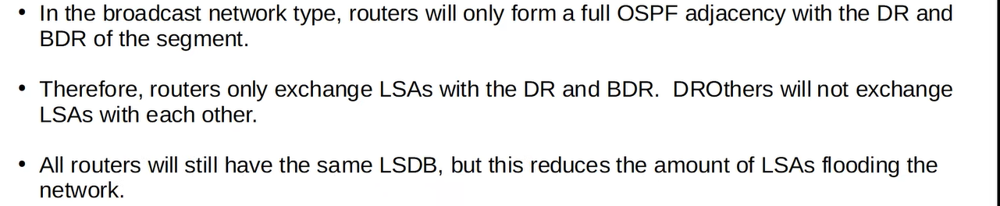 • In the broadcast network type, routers will only form a full OSPF adjacency with the DR and
BDR of the segment.
• Therefore, routers only exchange LSAs with the DR and BDR.  DROthers will not exchange
LSAs with each other.
• All routers will still have the same LSDB, but this reduces the amount of LSAs flooding the
network.